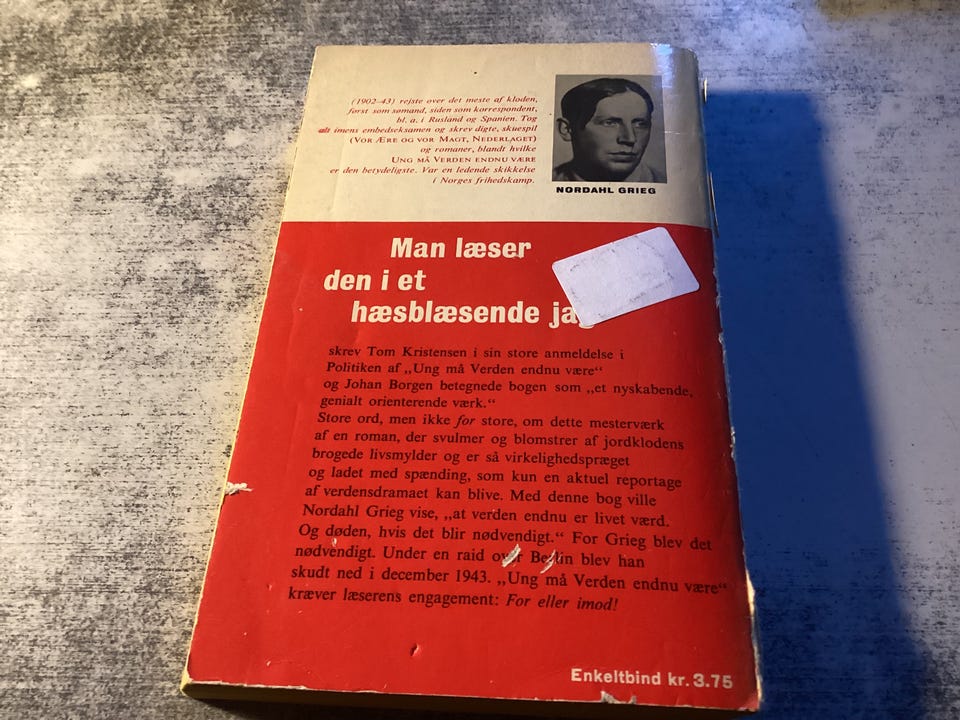 (1902-43) rejste over det meste af kloden,
først som sømand, siden som korrespondent,
bl. a. i Rusland og Spanien. Tog
alt imens embedseksamen og skrev digte, skuespil
(VOR ÆRE OG VOR MAGT, NEDERLAGET)
og romaner, blandt hvilke
UNG MÅ VERDEN ENDNU VÆRE
er den betydeligste. Var en ledende skikkelse
i Norges frihedskamp.
NORDAHL GRIEG
Man læser
den i et
hæsblæsende
skrev Tom Kristensen i sin store anmeldelse i
Politiken af „Ung må Verden endnu være“
og Johan Borgen betegnede bogen som „et nyskabende,
genialt orienterende værk.“
Store ord, men ikke for store, om dette mesterværk
af en roman, der svulmer og blomstrer af jordklodens
brogede livsmylder og er så virkelighedspræget
og ladet med spænding, som kun en aktuel reportage
af verdensdramaet kan blive. Med denne bog ville
Nordahl Grieg vise, „at verden endnu er livet værd.
Og døden, hvis det blir nødvendigt.“ For Grieg blev det
nødvendigt. Under en raid over Berlin blev han
skudt ned i december 1943. „Ung må Verden endnu være“
kræver læserens engagement: For eller imod!
Enkeltbind kr. 3.75